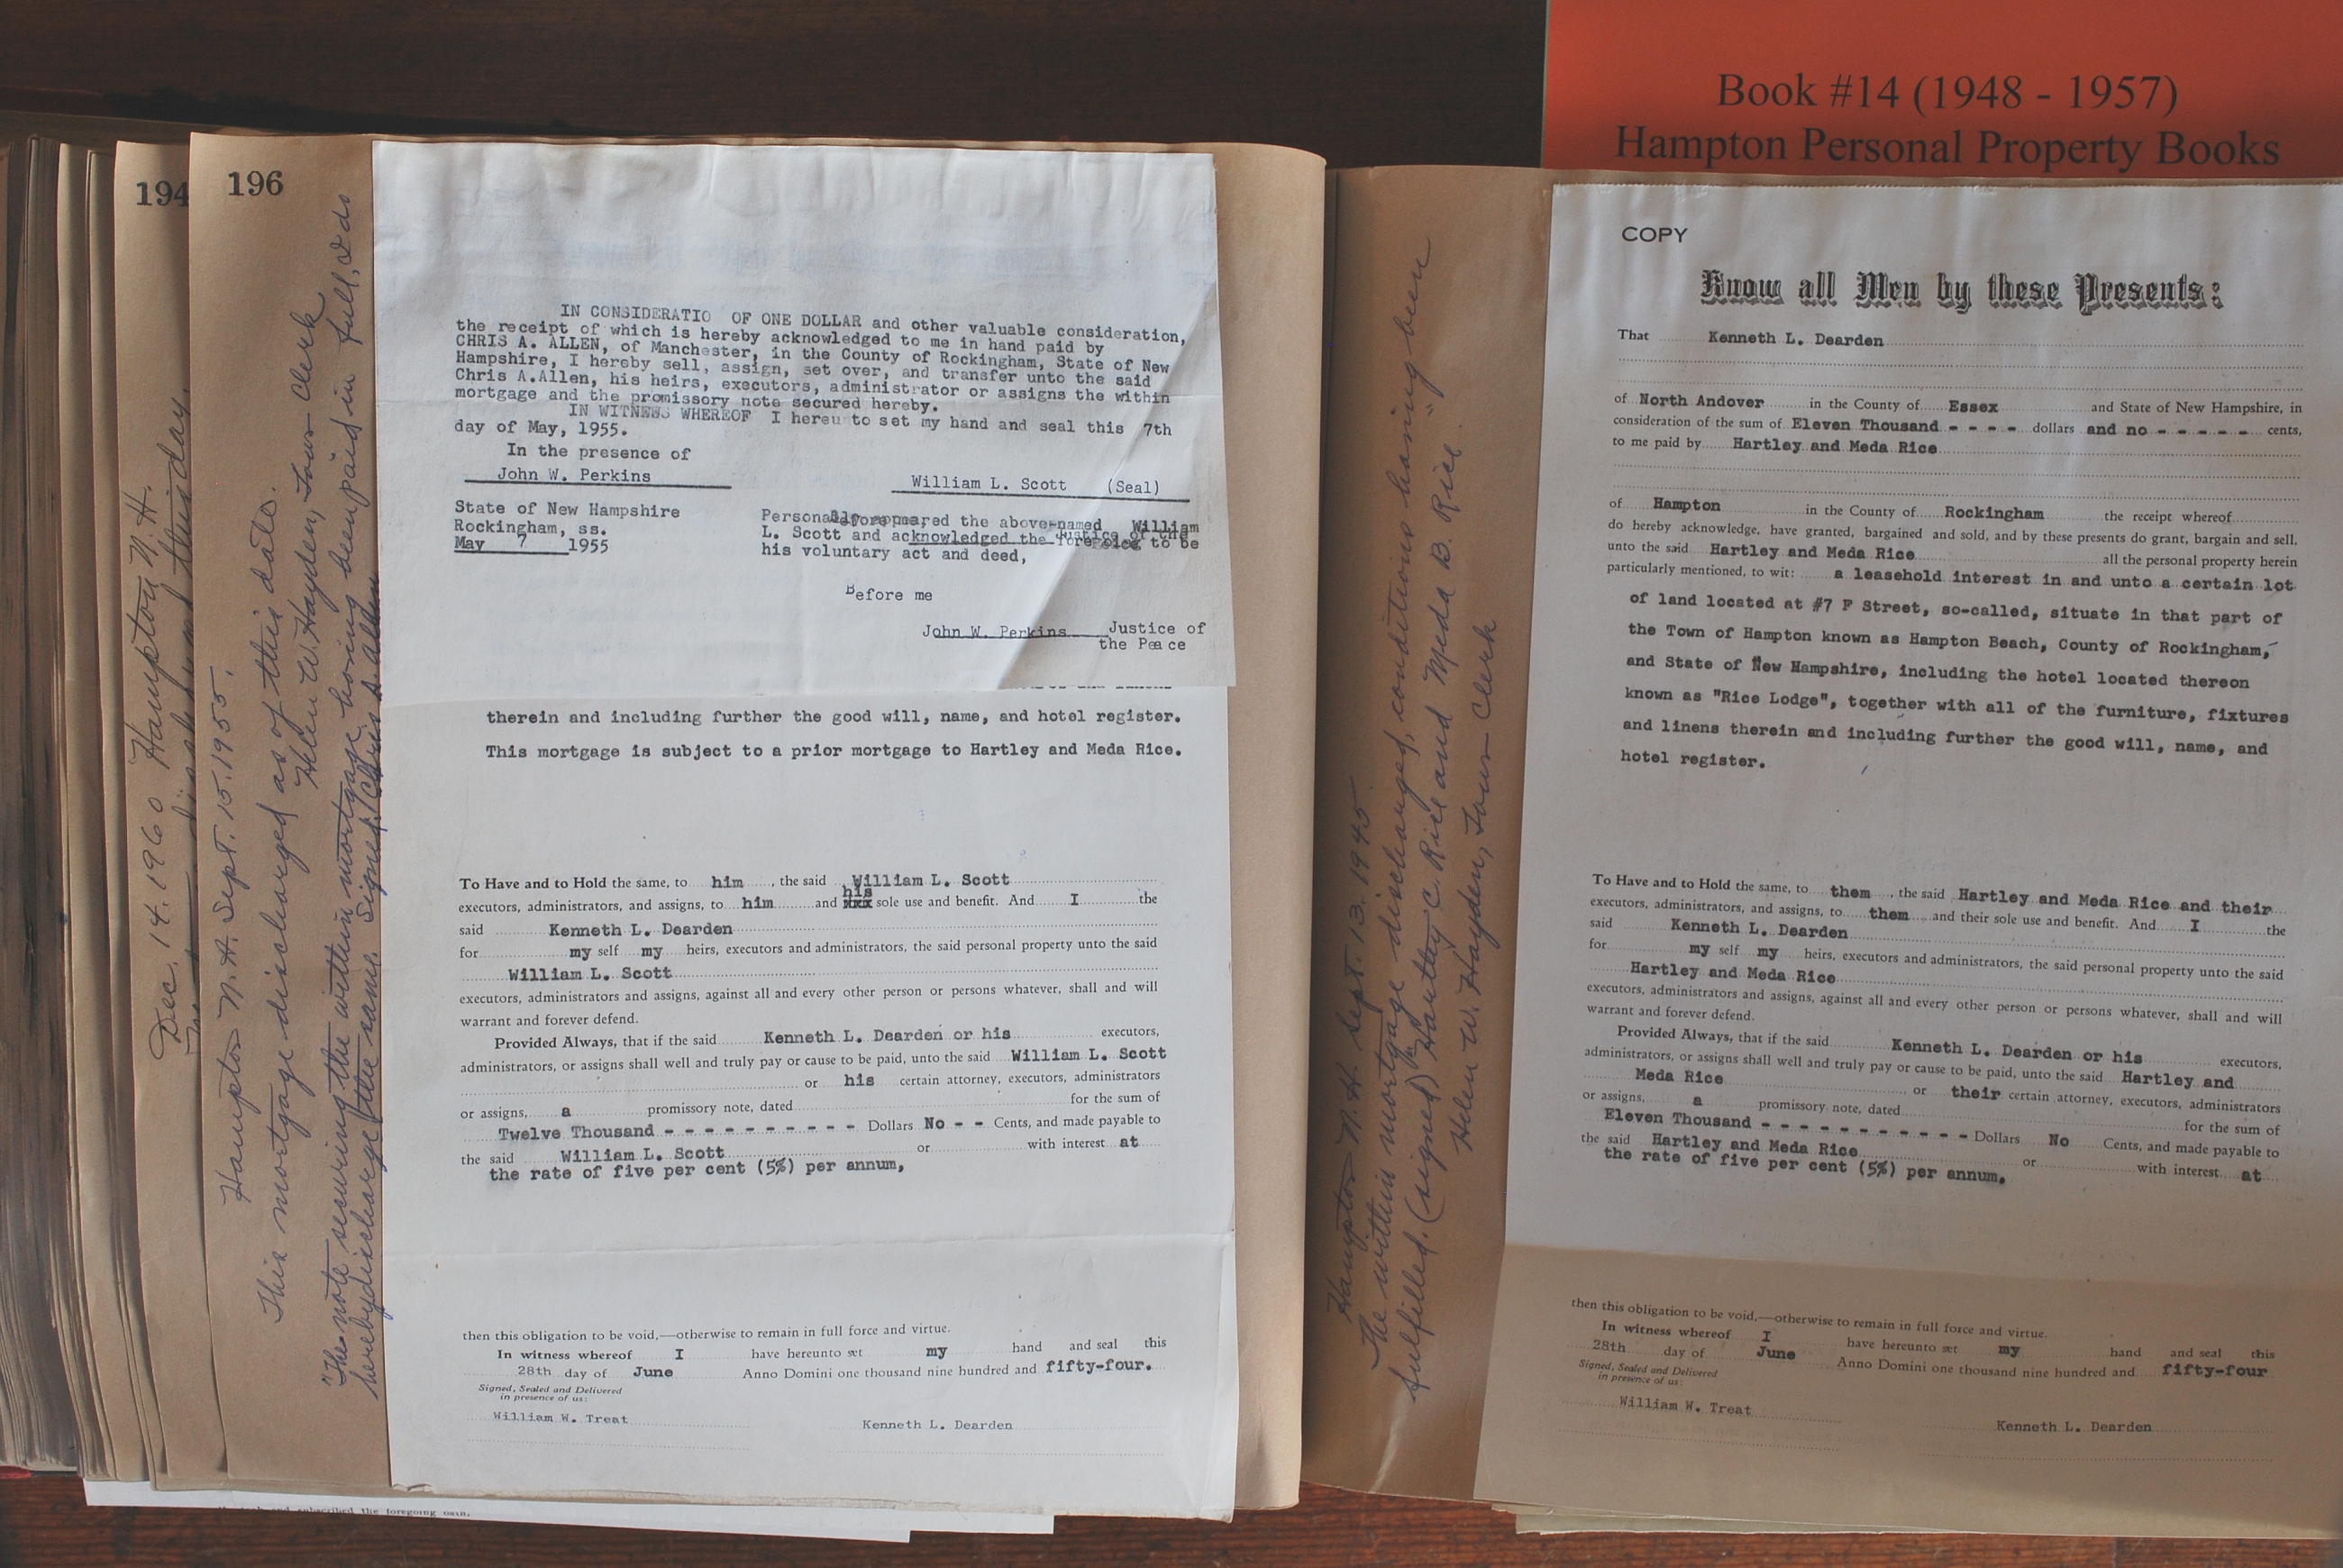 Book #14 (1948 - 1957)
Hampton Personal Property Books
194
Dec. 14. 1960 Hampton N. H.
discharged this day.
196
Hampton N. H. Sept. 15. 1955.
This mortgage discharged as of this date.
Helen W. Hayden, Town Clerk
"The note securing the within mortgage having been paid in full, I do
hereby discharge the same. Signed, Chris A. Allen
IN CONSIDERATIO OF ONE DOLLAR and other valuable consideration,
the receipt of which is hereby acknowledged to me in hand paid by
CHRIS A. ALLEN, of Manchester, in the County of Rockingham, State of New
Hampshire, I hereby sell, assign, set over, and transfer unto the said
Chris A.Allen, his heirs, executors, administrator or assigns the within
mortgage and the promissory note secured hereby.
IN WITNESS WHEREOF I hereunto set my hand and seal this 7th
day of May, 1955.
In the presence of
John W. Perkins
William L. Scott (Seal)
State of New Hampshire
Rockingham, ss.
May 7 1955
Personally appeared the above-named William
L. Scott and acknowledged the foregoing to be
his voluntary act and deed,
Before me
John W. Perkins Justice of
the Peace
therein and including further the good will, name, and hotel register.
This mortgage is subject to a prior mortgage to Hartley and Meda Rice.
To Have and to Hold the same, to him, the said William L. Scott
his
executors, administrators, and assigns, to him and xxx sole use and benefit. And I the
said Kenneth L. Dearden
for my self my heirs, executors and administrators, the said personal property unto the said
William L. Scott
executors, administrators and assigns, against all and every other person or persons whatever, shall and will
warrant and forever defend.
Provided Always, that if the said Kenneth L. Dearden or his executors,
administrators, or assigns shall well and truly pay or cause to be paid, unto the said William L. Scott
or his certain attorney, executors, administrators
or assigns, a promissory note, dated for the sum of
Twelve Thousand - - - - - - - - - - Dollars No - - Cents, and made payable to
the said William L. Scott or with interest at
the rate of five per cent (5%) per annum,
then this obligation to be void,—otherwise to remain in full force and virtue.
In witness whereof I have hereunto set my hand and seal this
28th day of June Anno Domini one thousand nine hundred and fifty-four.
Signed, Sealed and Delivered
in presence of us:
William W. Treat
Kenneth L. Dearden
and subscribed the foregoing oath.
Hampton N. H. Sept. 13, 1945
The within mortgage discharged, conditions having been
fulfilled. (signed) "Hartley C. Rice and Meda B. Rice"
Helen W. Hayden, Town Clerk
COPY
Know all Men by these Presents:
That Kenneth L. Dearden
of North Andover in the County of Essex and State of New Hampshire, in
consideration of the sum of Eleven Thousand - - - - dollars and no - - - - - cents,
to me paid by Hartley and Meda Rice
of Hampton in the County of Rockingham the receipt whereof
do hereby acknowledge, have granted, bargained and sold, and by these presents do grant, bargain and sell,
unto the said Hartley and Meda Rice all the personal property herein
particularly mentioned, to wit: a leasehold interest in and unto a certain lot
of land located at #7 F Street, so-called, situate in that part of
the Town of Hampton known as Hampton Beach, County of Rockingham,
and State of New Hampshire, including the hotel located thereon
known as "Rice Lodge", together with all of the furniture, fixtures
and linens therein and including further the good will, name, and
hotel register.
To Have and to Hold the same, to them, the said Hartley and Meda Rice and their
executors, administrators, and assigns, to them and their sole use and benefit. And I the
said Kenneth L. Dearden
for my self my heirs, executors and administrators, the said personal property unto the said
Hartley and Meda Rice
executors, administrators and assigns, against all and every other person or persons whatever, shall and will
warrant and forever defend.
Provided Always, that if the said Kenneth L. Dearden or his executors,
administrators, or assigns shall well and truly pay or cause to be paid, unto the said Hartley and
Meda Rice or their certain attorney, executors, administrators
or assigns, a promissory note, dated for the sum of
Eleven Thousand - - - - - - - - - - - Dollars No Cents, and made payable to
the said Hartley and Meda Rice or with interest at
the rate of five per cent (5%) per annum,
then this obligation to be void,—otherwise to remain in full force and virtue.
In witness whereof I have hereunto set my hand and seal this
28th day of June Anno Domini one thousand nine hundred and fifty-four
Signed, Sealed and Delivered
in presence of us:
William W. Treat
Kenneth L. Dearden